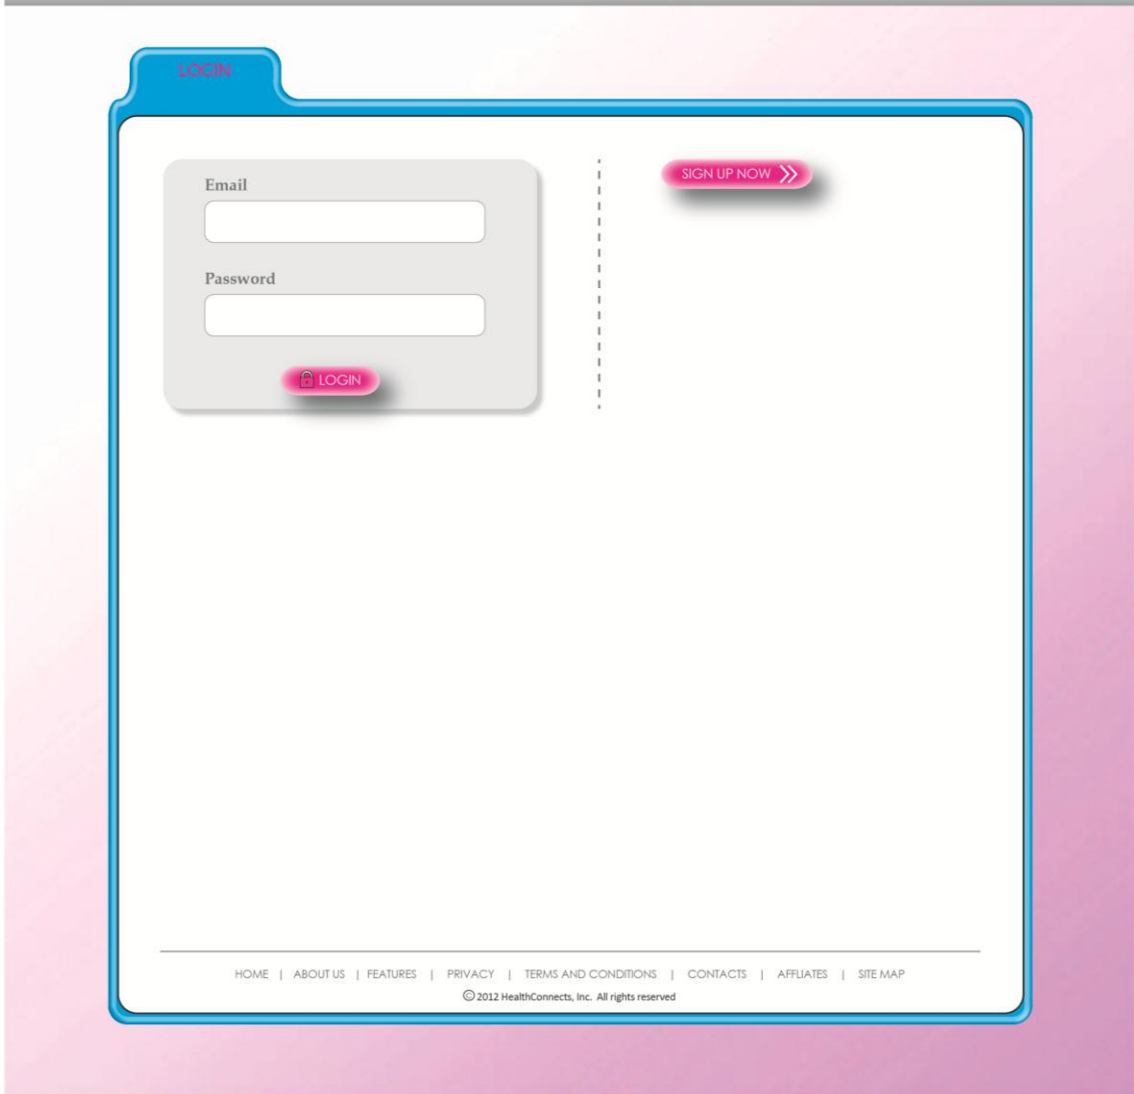 LOGIN
Email
SIGN UP NOW
Password
LOGIN
HOME | ABOUT US | FEATURES | PRIVACY | TERMS AND CONDITIONS | CONTACTS | AFFLIATES | SITE MAP
© 2012 HealthConnects, Inc. All rights reserved